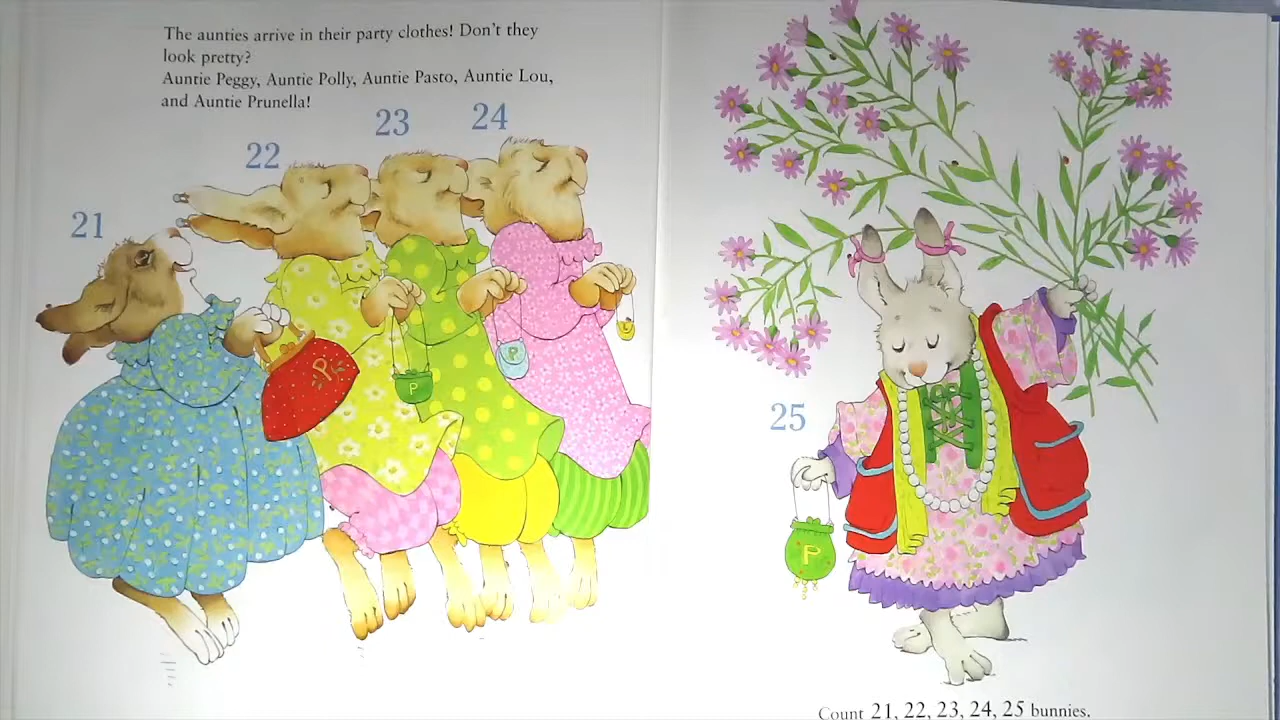 The aunties arrive in their party clothes! Don't they
look pretty?
Auntie Peggy, Auntie Polly, Auntie Pasto, Auntie Lou,
and Auntie Prunella!
21
22
23
24
P
P
P
25
P
Count 21, 22, 23, 24, 25 bunnies.